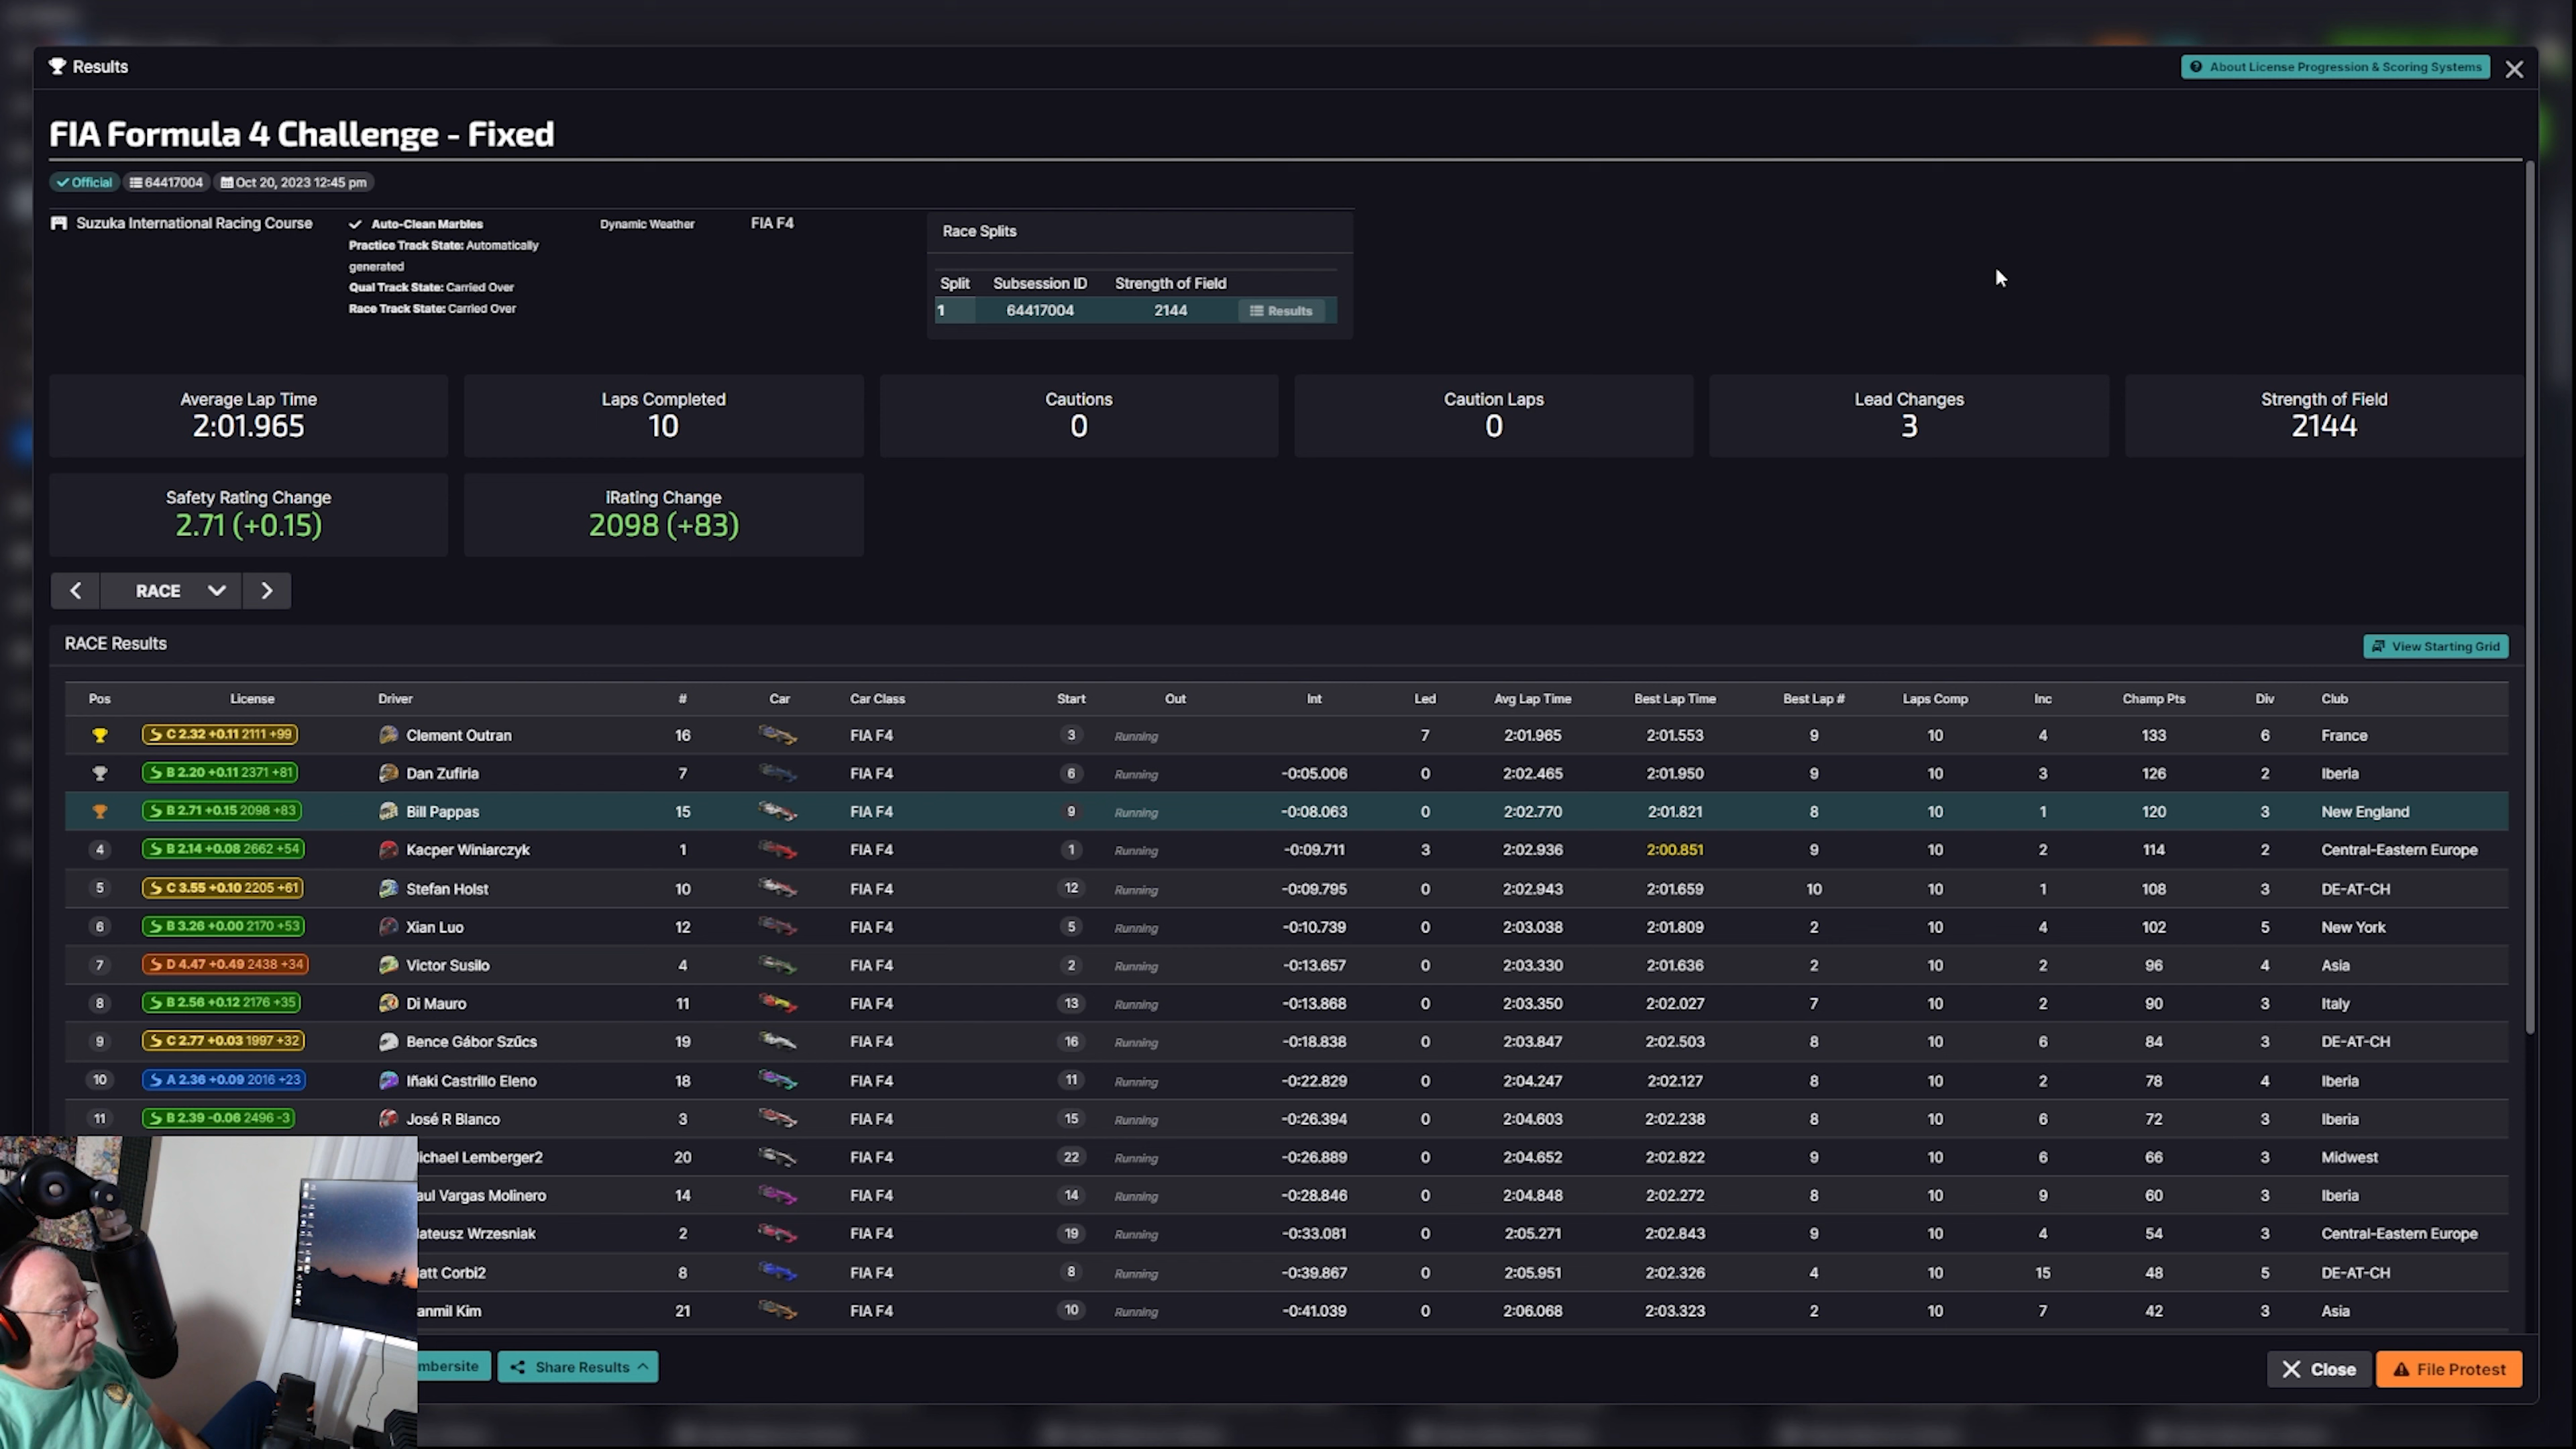 Results
About License Progression & Scoring Systems
FIA Formula 4 Challenge - Fixed
Official 64417004 Oct 20, 2023 12:45 pm
Suzuka International Racing Course
Auto-Clean Marbles
Practice Track State: Automatically
generated
Qual Track State: Carried Over
Race Track State: Carried Over
Dynamic Weather
FIA F4
Race Splits
Split Subsession ID Strength of Field
1 64417004 2144 Results
Average Lap Time
2:01.965
Laps Completed
10
Cautions
0
Caution Laps
0
Lead Changes
3
Strength of Field
2144
Safety Rating Change
2.71 (+0.15)
iRating Change
2098 (+83)
RACE
RACE Results
View Starting Grid
Pos License Driver # Car Car Class Start Out Int Led Avg Lap Time Best Lap Time Best Lap # Laps Comp Inc Champ Pts Div Club
C 2.32 +0.11 2111 +99 Clement Outran 16 FIA F4 3 Running 7 2:01.965 2:01.553 9 10 4 133 6 France
B 2.20 +0.11 2371 +81 Dan Zufiria 7 FIA F4 6 Running -0:05.006 0 2:02.465 2:01.950 9 10 3 126 2 Iberia
B 2.71 +0.15 2098 +83 Bill Pappas 15 FIA F4 9 Running -0:08.063 0 2:02.770 2:01.821 8 10 1 120 3 New England
4 B 2.14 +0.08 2662 +54 Kacper Winiarczyk 1 FIA F4 1 Running -0:09.711 3 2:02.936 2:00.851 9 10 2 114 2 Central-Eastern Europe
5 C 3.55 +0.10 2205 +61 Stefan Holst 10 FIA F4 12 Running -0:09.795 0 2:02.943 2:01.659 10 10 1 108 3 DE-AT-CH
6 B 3.26 +0.00 2170 +53 Xian Luo 12 FIA F4 5 Running -0:10.739 0 2:03.038 2:01.809 2 10 4 102 5 New York
7 D 4.47 +0.49 2438 +34 Victor Susilo 4 FIA F4 2 Running -0:13.657 0 2:03.330 2:01.636 2 10 2 96 4 Asia
8 B 2.56 +0.12 2176 +35 Di Mauro 11 FIA F4 13 Running -0:13.868 0 2:03.350 2:02.027 7 10 2 90 3 Italy
9 C 2.77 +0.03 1997 +32 Bence Gábor Szűcs 19 FIA F4 16 Running -0:18.838 0 2:03.847 2:02.503 8 10 6 84 3 DE-AT-CH
10 A 2.36 +0.09 2016 +23 Iñaki Castrillo Eleno 18 FIA F4 11 Running -0:22.829 0 2:04.247 2:02.127 8 10 2 78 4 Iberia
11 B 2.39 -0.06 2496 -3 José R Blanco 3 FIA F4 15 Running -0:26.394 0 2:04.603 2:02.238 8 10 6 72 3 Iberia
ichael Lemberger2 20 FIA F4 22 Running -0:26.889 0 2:04.652 2:02.822 9 10 6 66 3 Midwest
aul Vargas Molinero 14 FIA F4 14 Running -0:28.846 0 2:04.848 2:02.272 8 10 9 60 3 Iberia
ateusz Wrzesniak 2 FIA F4 19 Running -0:33.081 0 2:05.271 2:02.843 9 10 4 54 3 Central-Eastern Europe
att Corbi2 8 FIA F4 8 Running -0:39.867 0 2:05.951 2:02.326 4 10 15 48 5 DE-AT-CH
anmil Kim 21 FIA F4 10 Running -0:41.039 0 2:06.068 2:03.323 2 10 7 42 3 Asia
mbersite Share Results
Close File Protest